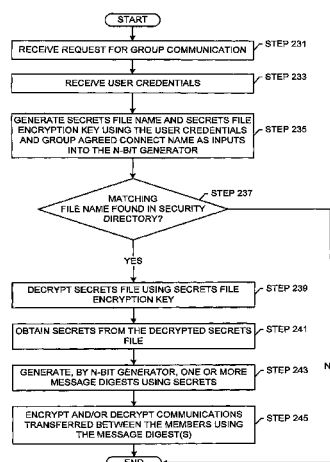 START
RECEIVE REQUEST FOR GROUP COMMUNICATION
STEP 231
RECEIVE USER CREDENTIALS
STEP 233
GENERATE SECRETS FILE NAME AND SECRETS FILE
ENCRYPTION KEY USING THE USER CREDENTIALS
AND GROUP AGREED CONNECT NAME AS INPUTS
INTO THE N-BIT GENERATOR
STEP 235
MATCHING
FILE NAME FOUND IN SECURITY
DIRECTORY?
STEP 237
YES
DECRYPT SECRETS FILE USING SECRETS FILE
ENCRYPTION KEY
STEP 239
OBTAIN SECRETS FROM THE DECRYPTED SECRETS
FILE
STEP 241
GENERATE, BY N-BIT GENERATOR, ONE OR MORE
MESSAGE DIGESTS USING SECRETS
STEP 243
N
ENCRYPT AND/OR DECRYPT COMMUNICATIONS
TRANSFERRED BETWEEN THE MEMBERS USING
THE MESSAGE DIGEST(S)
STEP 245
END